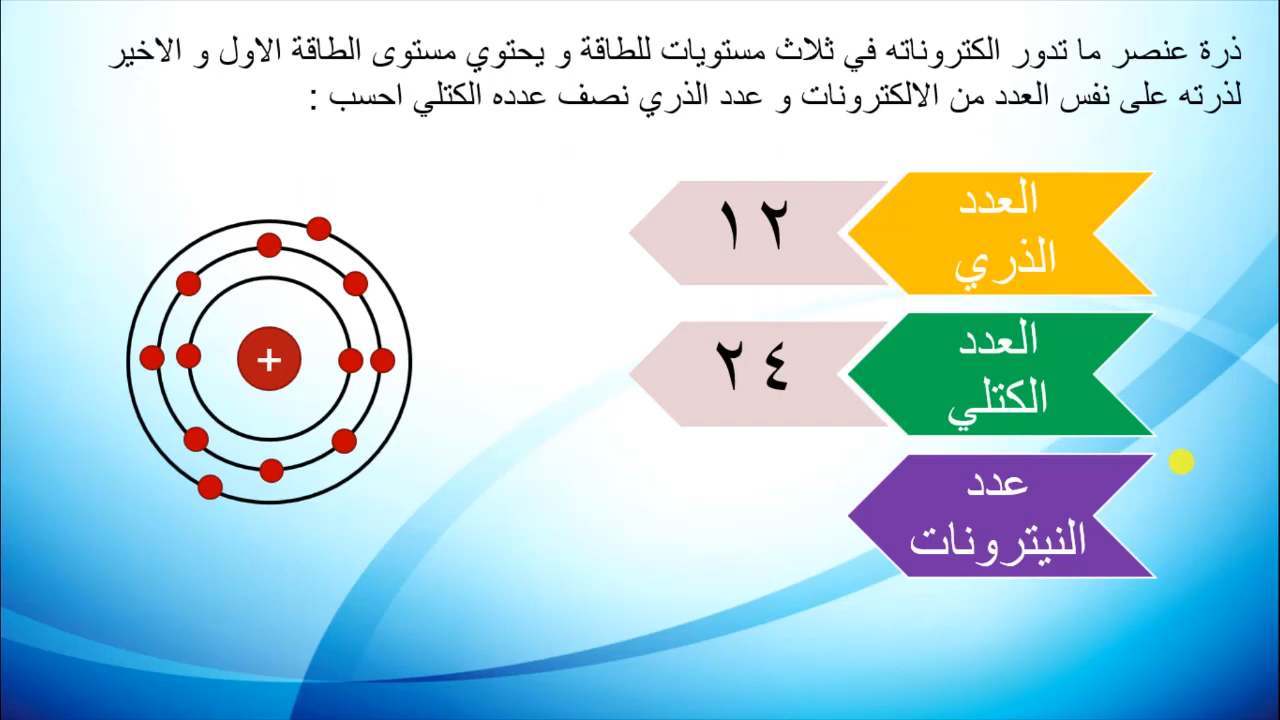 ذرة عنصر ما تدور الكتروناته في ثلاث مستويات للطاقة و يحتوي مستوى الطاقة الاول و الاخير
لذرته على نفس العدد من الالكترونات و عدد الذري نصف عدده الكتلي احسب :
العدد
الذري
١٢
العدد
الكتلي
٢٤
عدد
النيترونات
+